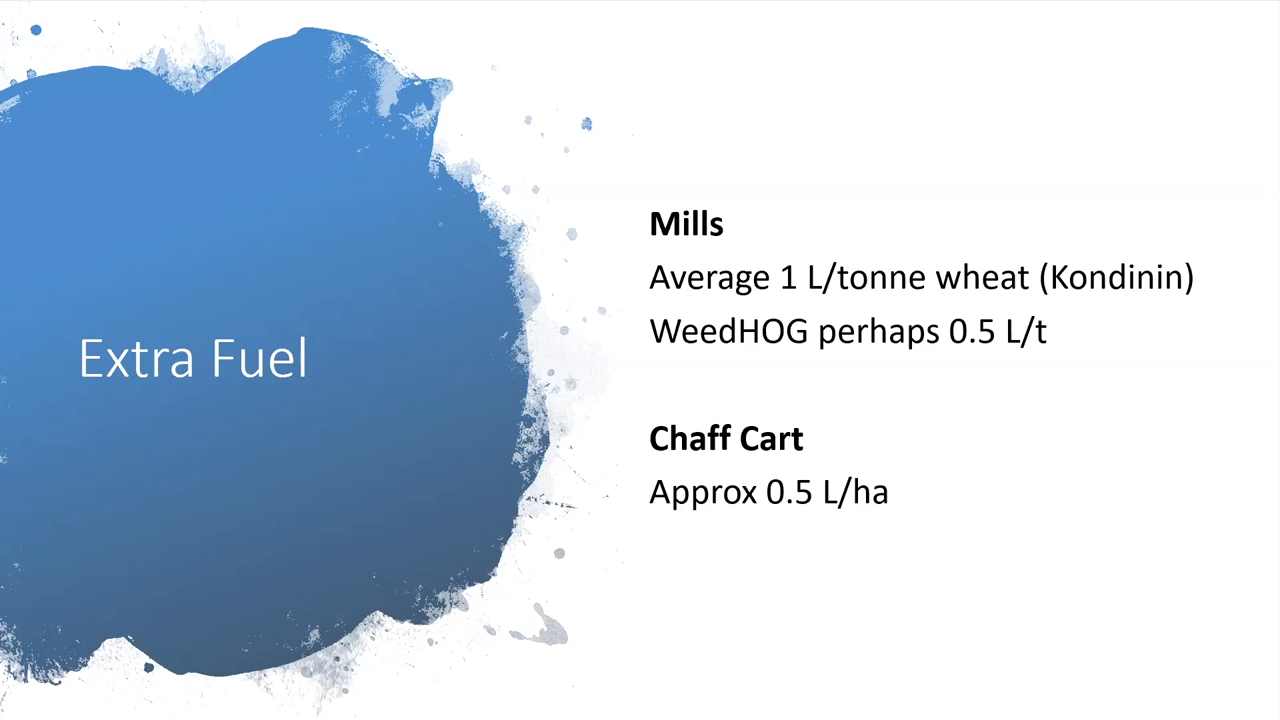 Extra Fuel
Mills
Average 1 L/tonne wheat (Kondinin)
WeedHOG perhaps 0.5 L/t
Chaff Cart
Approx 0.5 L/ha